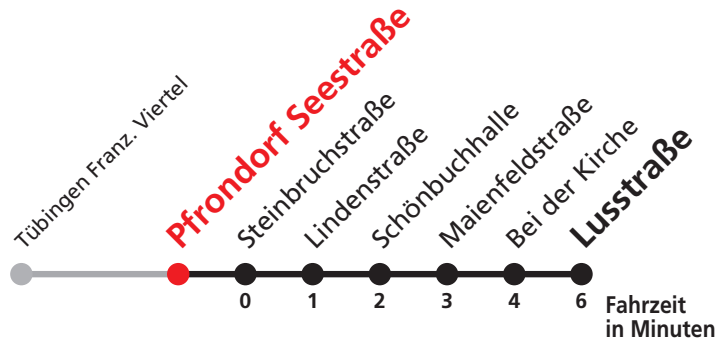 Tübingen Franz. Viertel
Pfrondorf Seestraße
Steinbruchstraße
Lindenstraße
Schönbuchhalle
Maienfeldstraße
Bei der Kirche
Lusstraße
0 1 2 3 4 6
Fahrzeit
in Minuten